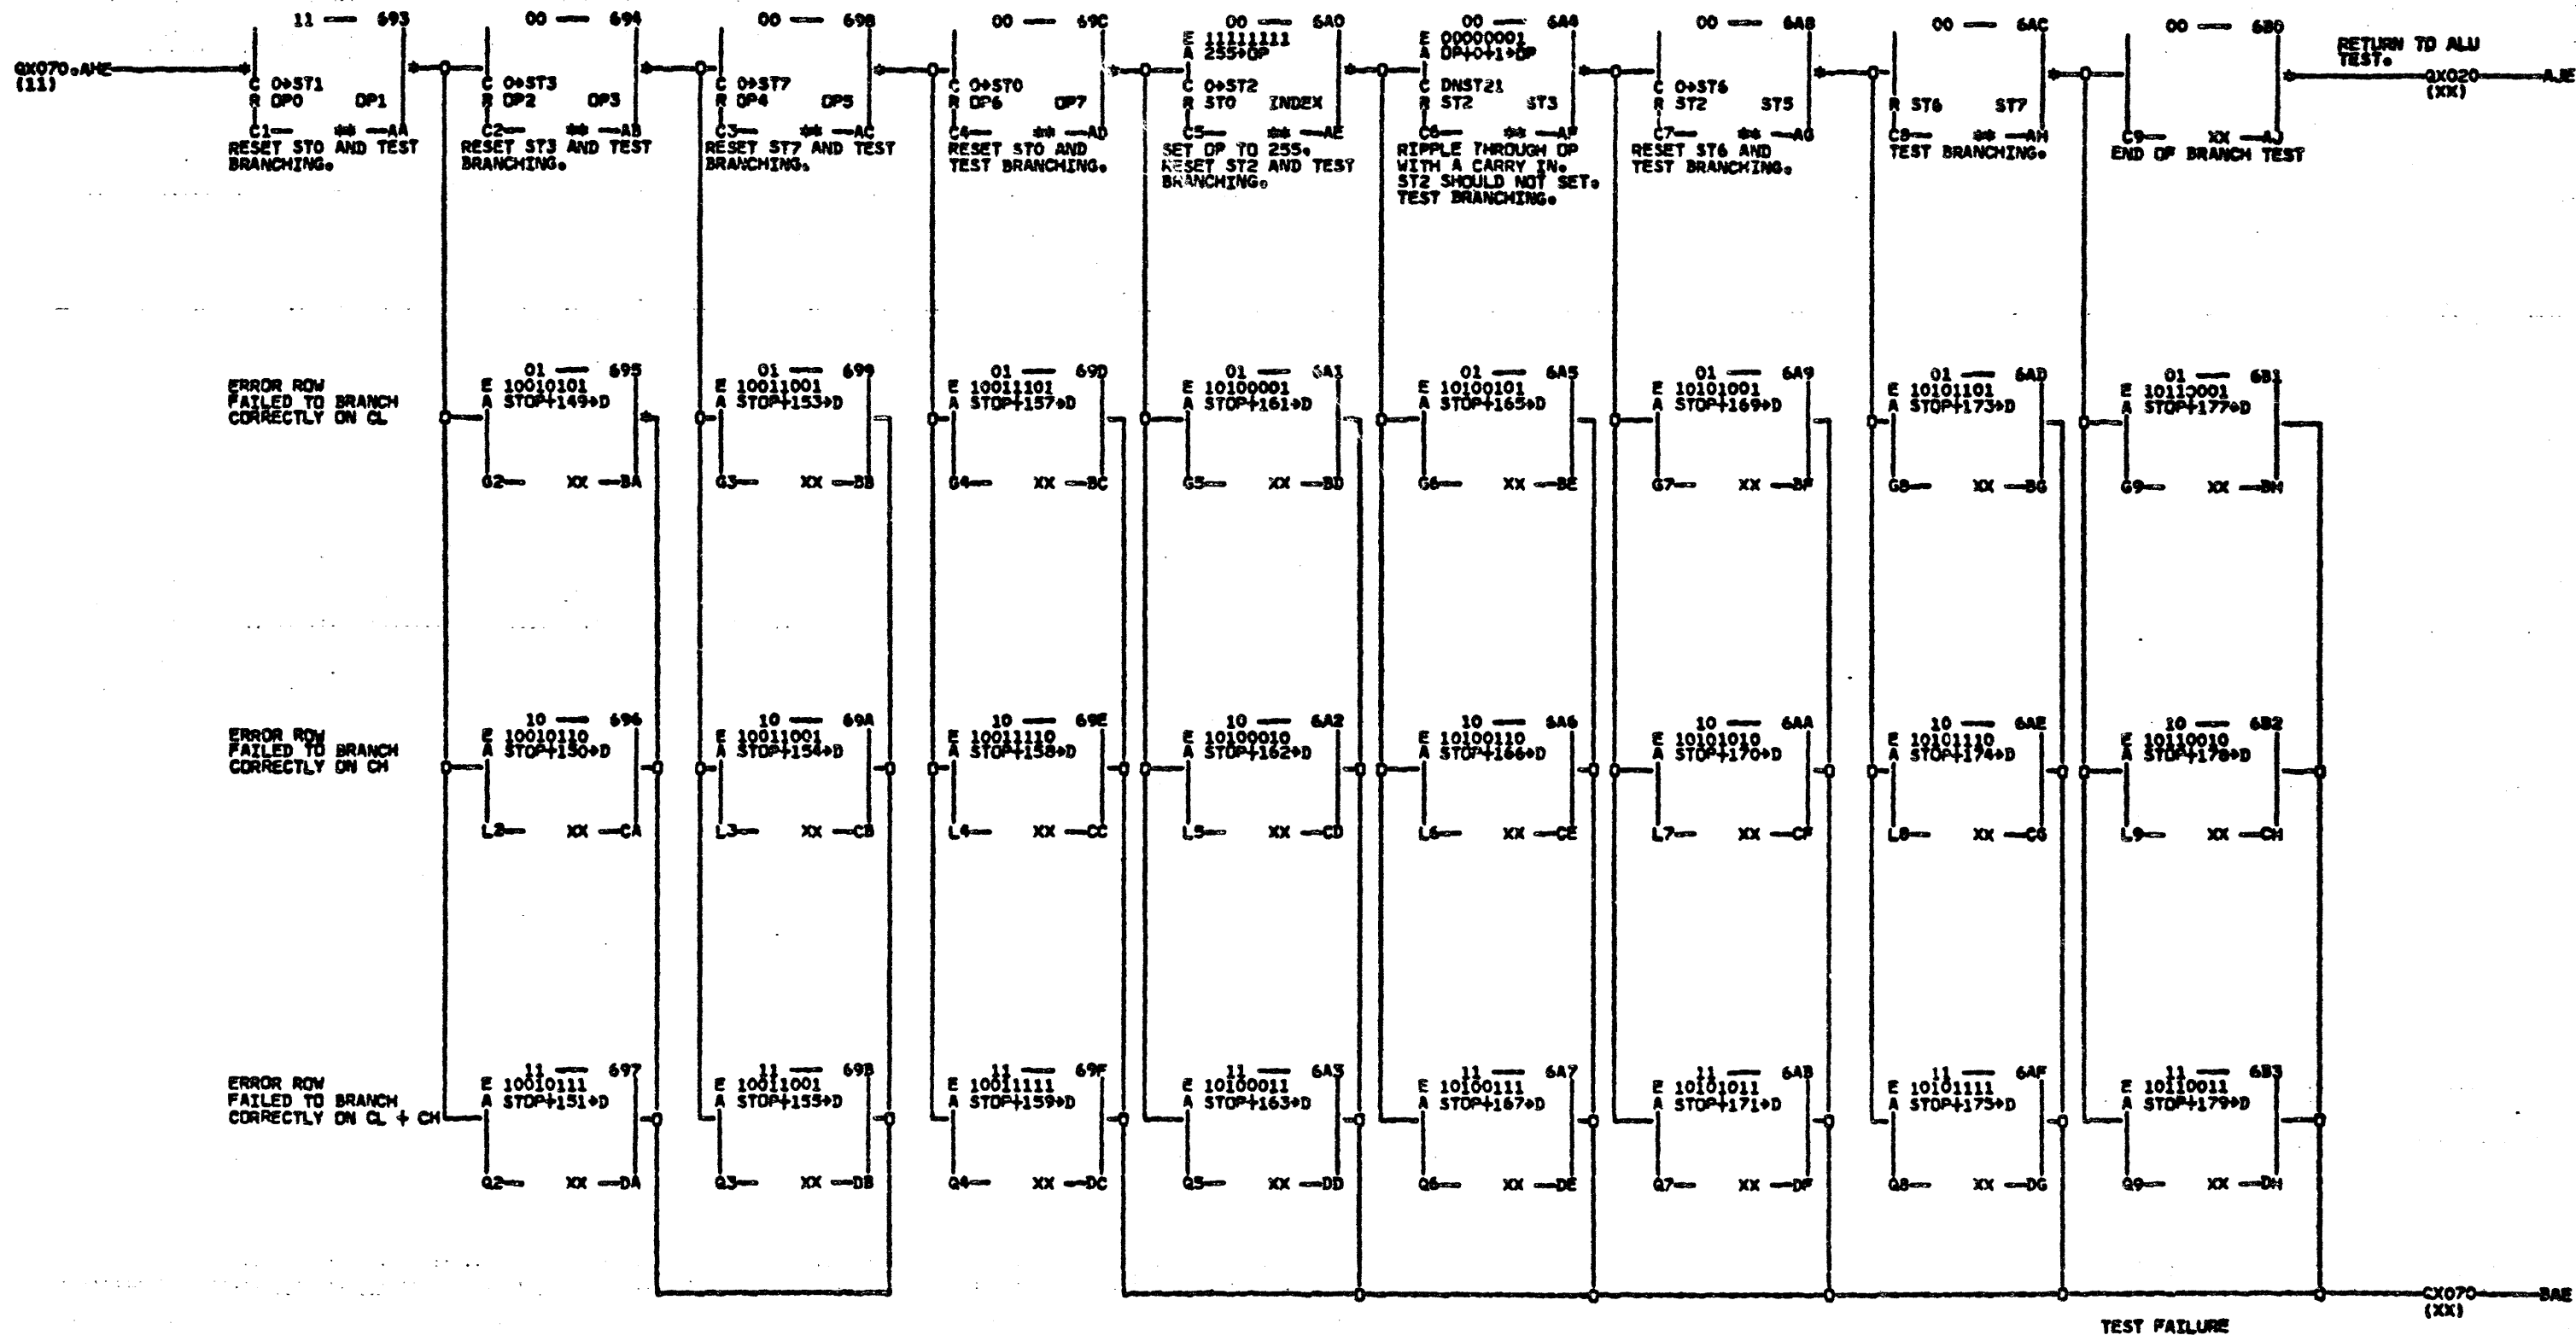 11 — 693 00 — 694 00 — 698 00 — 69C 00 — 6A0 00 — 6A4 00 — 6A8 00 — 6AC 00 — 6B0
E 11111111 E 00000001
A 255→OP A OP+0+1→OP
RETURN TO ALU
TEST.
QX070.AHE * * * * * * * * * QX020 — AJE
(11) (XX)
C 0→ST1 C 0→ST3 C 0→ST7 C 0→ST0 C 0→ST2 C DNST21 C 0→ST6
R OP0 OP1 R OP2 OP3 R OP4 OP5 R OP6 OP7 R ST0 INDEX R ST2 ST3 R ST2 ST5 R ST6 ST7
C1— ** —AA C2— ** —AB C3— ** —AC C4— ** —AD C5— ** —AE C6— ** —AF C7— ** —AG C8— ** —AH C9— XX —AJ
RESET ST0 AND TEST
BRANCHING.
RESET ST3 AND TEST
BRANCHING.
RESET ST7 AND TEST
BRANCHING.
RESET ST0 AND
TEST BRANCHING.
SET OP TO 255.
RESET ST2 AND TEST
BRANCHING.
RIPPLE THROUGH OP
WITH A CARRY IN.
ST2 SHOULD NOT SET.
TEST BRANCHING.
RESET ST6 AND
TEST BRANCHING.
TEST BRANCHING.
END OF BRANCH TEST
ERROR ROW
FAILED TO BRANCH
CORRECTLY ON CL
01 — 695 01 — 699 01 — 69D 01 — 6A1 01 — 6A5 01 — 6A9 01 — 6AD 01 — 6B1
E 10010101 E 10011001 E 10011101 E 10100001 E 10100101 E 10101001 E 10101101 E 10110001
A STOP+149→D A STOP+153→D A STOP+157→D A STOP+161→D A STOP+165→D A STOP+169→D A STOP+173→D A STOP+177→D
*
G2— XX —BA G3— XX —BB G4— XX —BC G5— XX —BD G6— XX —BE G7— XX —BF G8— XX —BG G9— XX —BH
ERROR ROW
FAILED TO BRANCH
CORRECTLY ON CH
10 — 696 10 — 69A 10 — 69E 10 — 6A2 10 — 6A6 10 — 6AA 10 — 6AE 10 — 6B2
E 10010110 E 10011001 E 10011110 E 10100010 E 10100110 E 10101010 E 10101110 E 10110010
A STOP+150→D A STOP+154→D A STOP+158→D A STOP+162→D A STOP+166→D A STOP+170→D A STOP+174→D A STOP+178→D
L2— XX —CA L3— XX —CB L4— XX —CC L5— XX —CD L6— XX —CE L7— XX —CF L8— XX —CG L9— XX —CH
ERROR ROW
FAILED TO BRANCH
CORRECTLY ON CL + CH
11 — 697 11 — 69B 11 — 69F 11 — 6A3 11 — 6A7 11 — 6AB 11 — 6AF 11 — 6B3
E 10010111 E 10011001 E 10011111 E 10100011 E 10100111 E 10101011 E 10101111 E 10110011
A STOP+151→D A STOP+155→D A STOP+159→D A STOP+163→D A STOP+167→D A STOP+171→D A STOP+175→D A STOP+179→D
Q2— XX —DA Q3— XX —DB Q4— XX —DC Q5— XX —DD Q6— XX —DE Q7— XX —DF Q8— XX —DG Q9— XX —DH
QX070 — BAE
(XX)
TEST FAILURE